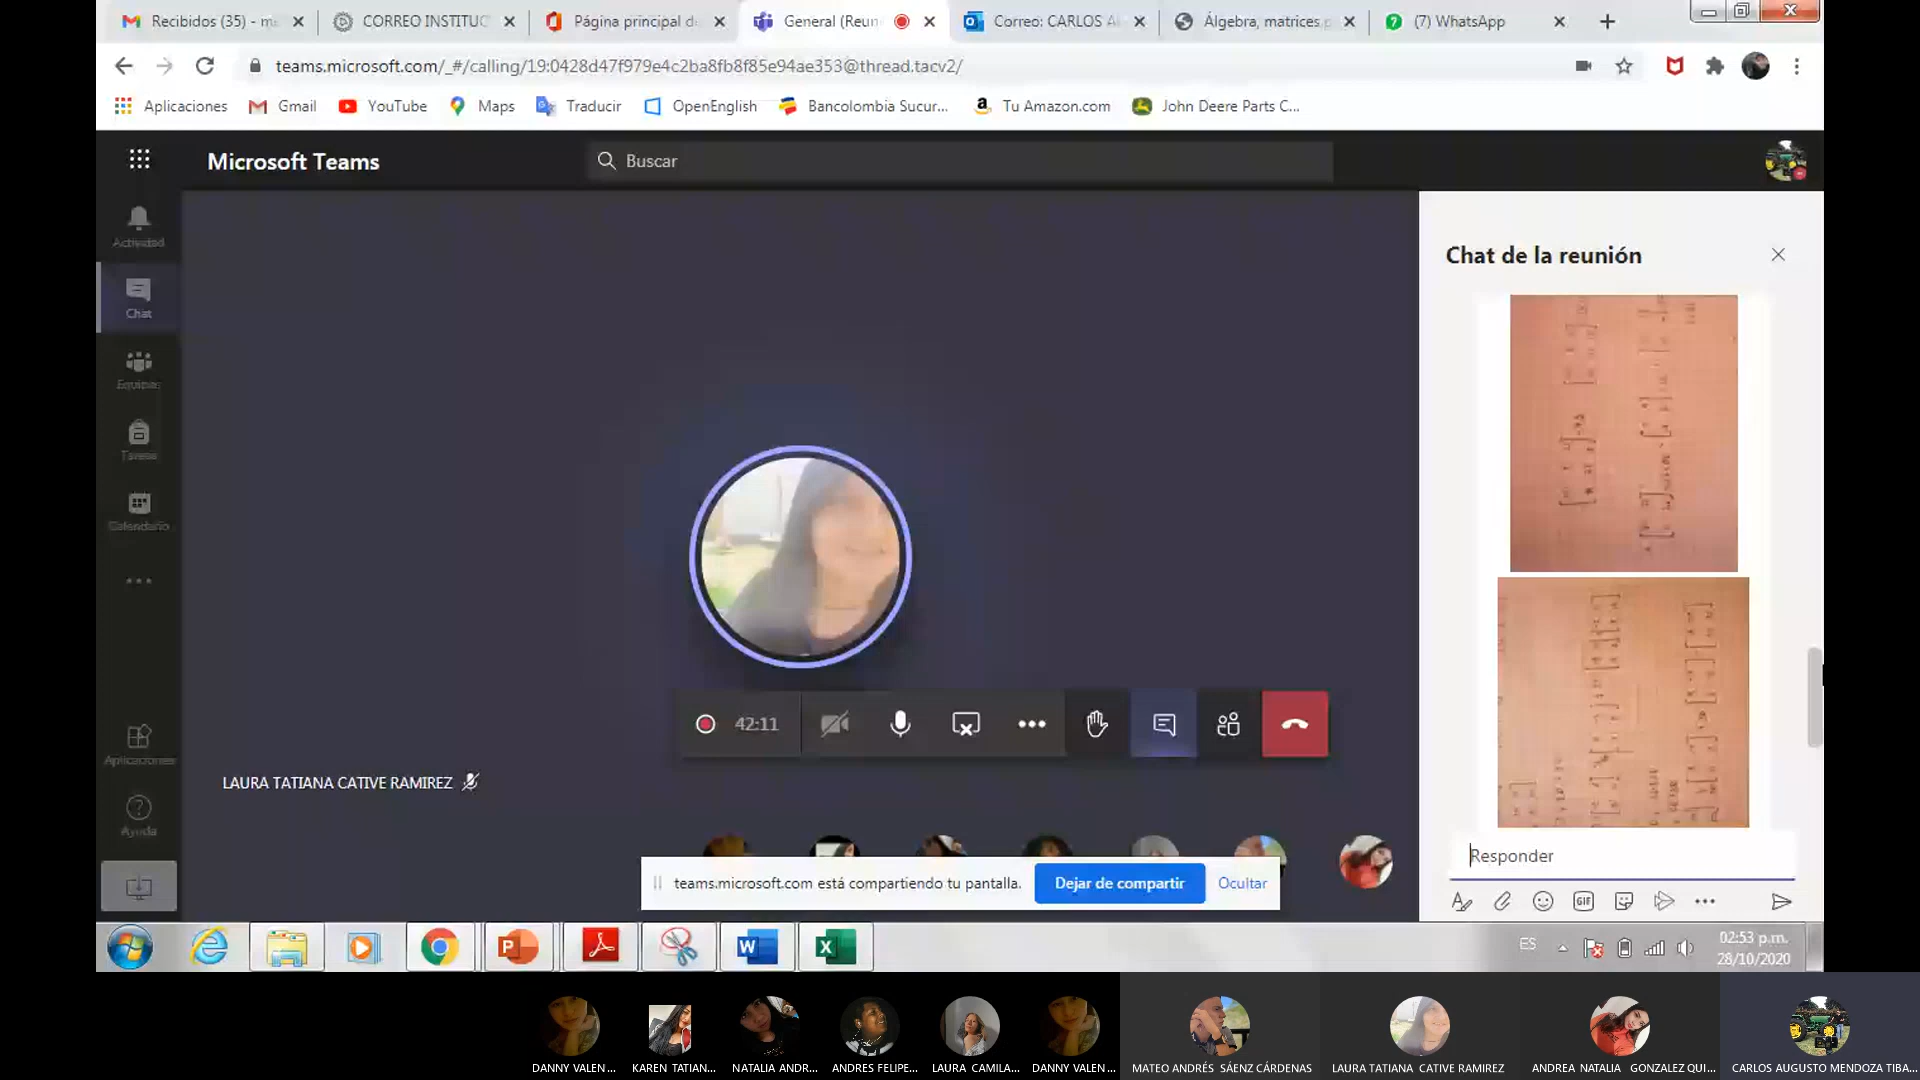 Recibidos (35) - m
CORREO INSTITUC
Página principal d
General (Reun
Correo: CARLOS A
Álgebra, matrices
(7) WhatsApp
teams.microsoft.com/_#/calling/19:0428d47f979e4c2ba8fb8f85e94ae353@thread.tacv2/
Aplicaciones
Gmail
YouTube
Maps
Traducir
OpenEnglish
Bancolombia Sucur...
Tu Amazon.com
John Deere Parts C...
Microsoft Teams
Buscar
Actividad
Chat
Equipos
Tareas
Calendario
Aplicaciones
Ayuda
Chat de la reunión
42:11
LAURA TATIANA CATIVE RAMIREZ
teams.microsoft.com está compartiendo tu pantalla.
Dejar de compartir
Ocultar
Responder
GIF
ES
02:53 p.m.
28/10/2020
DANNY VALEN...
KAREN TATIAN...
NATALIA ANDR...
ANDRES FELIPE...
LAURA CAMILA...
DANNY VALEN...
MATEO ANDRÉS SÁENZ CÁRDENAS
LAURA TATIANA CATIVE RAMIREZ
ANDREA NATALIA GONZALEZ QUI...
CARLOS AUGUSTO MENDOZA TIBA...